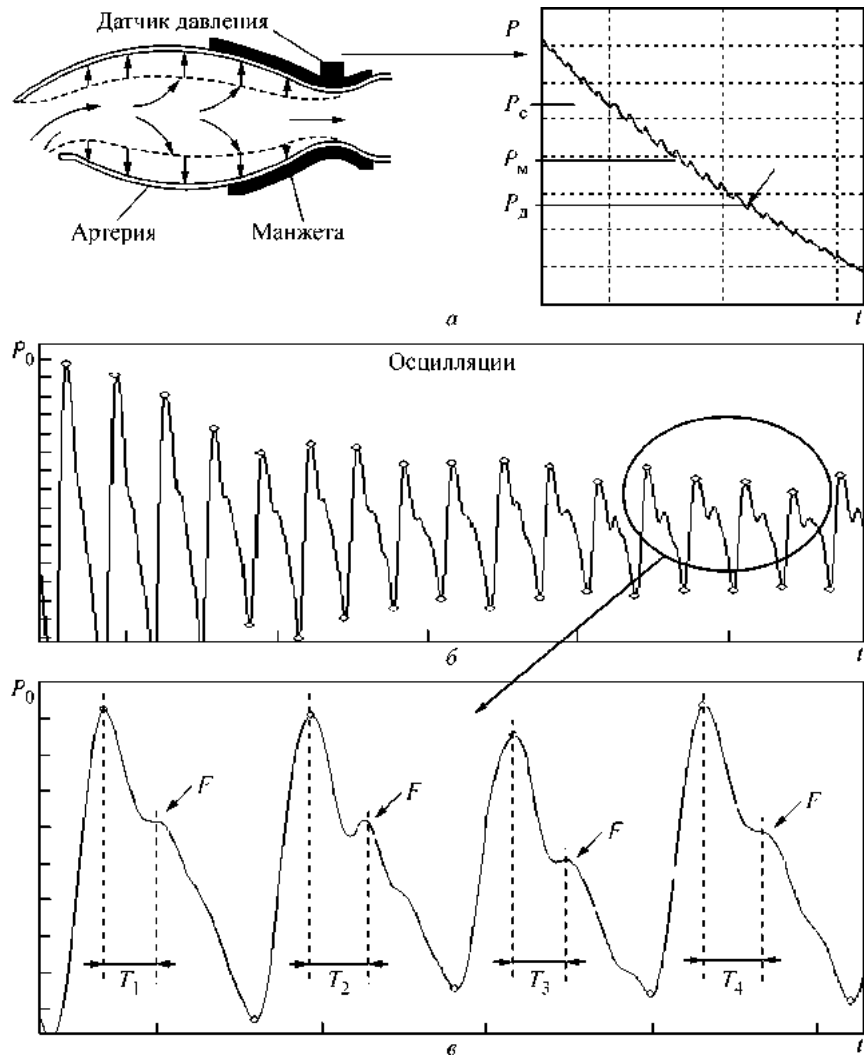 Датчик давления
Артерия
Манжета
P
Pс
Pм
Pд
t
а
P0
Осцилляции
б
t
P0
F
F
F
F
T1
T2
T3
T4
в
t